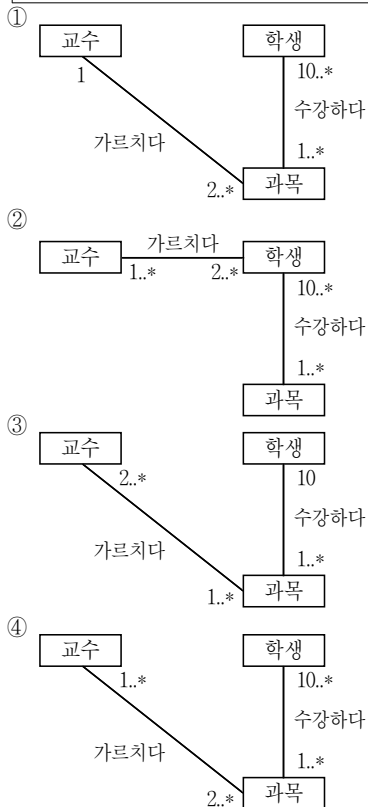 ①
교수 학생
1 10..*
수강하다
가르치다
1..*
2..* 과목
②
가르치다
교수 학생
1..* 2..*
10..*
수강하다
1..*
과목
③
교수 학생
2..* 10
수강하다
가르치다
1..*
1..* 과목
④
교수 학생
1..* 10..*
수강하다
가르치다
1..*
2..* 과목